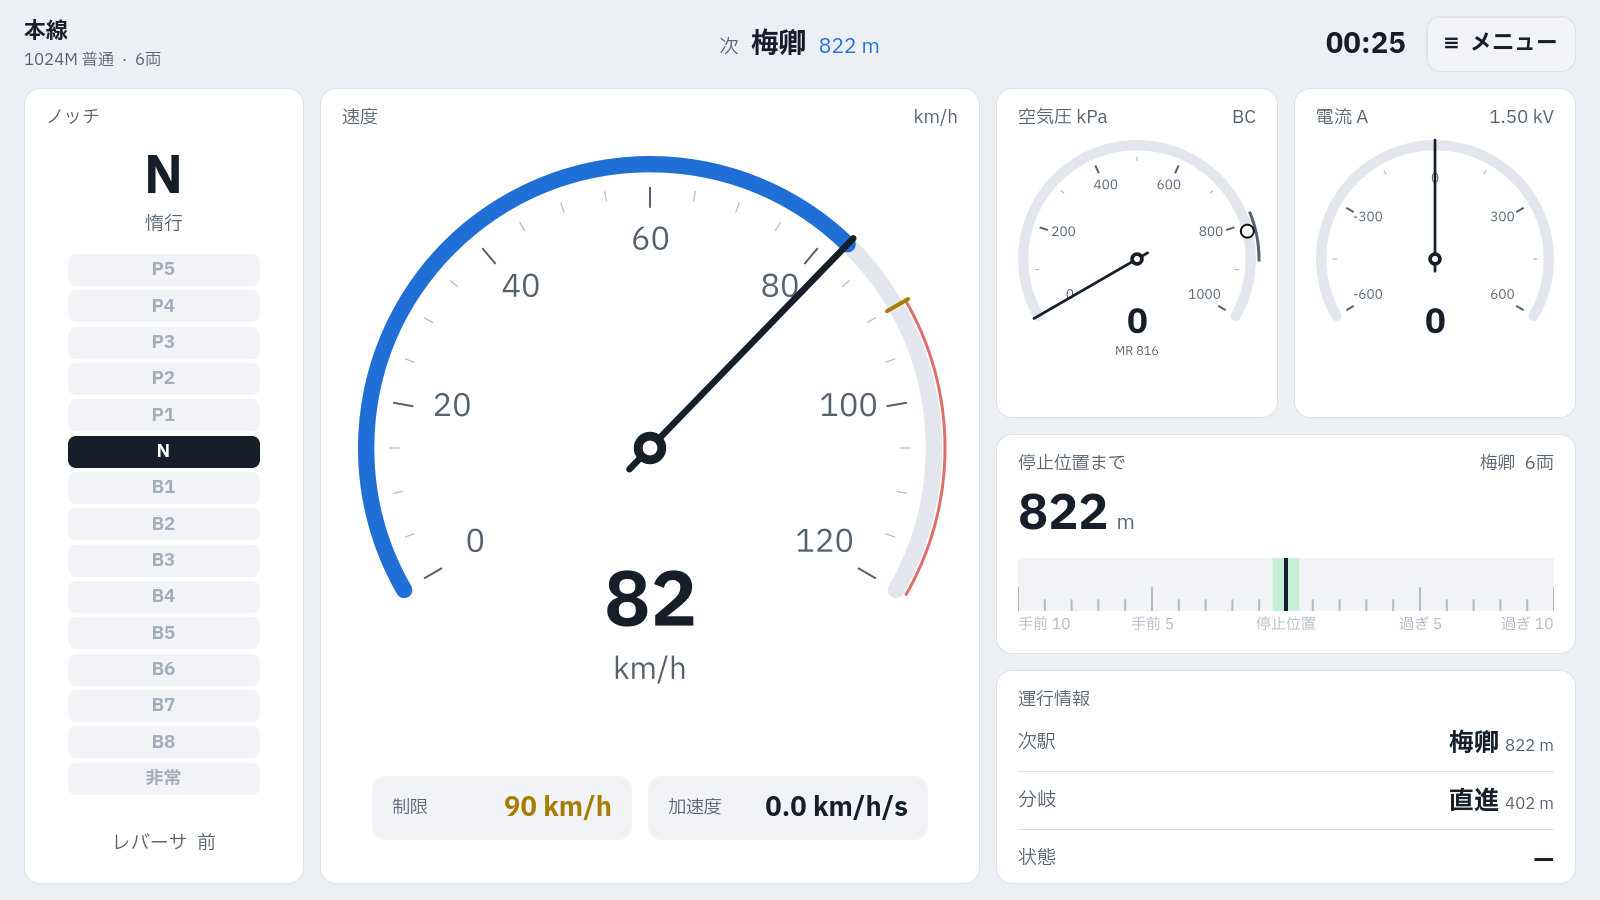 本線
1024M 普通 · 6両
次 梅卿 822 m
00:25
≡ メニュー
ノッチ
N
惰行
P5
P4
P3
P2
P1
N
B1
B2
B3
B4
B5
B6
B7
B8
非常
レバーサ 前
速度 km/h
0
20
40
60
80
100
120
82
km/h
制限 90 km/h
加速度 0.0 km/h/s
空気圧 kPa BC
0
200
400
600
800
1000
0
MR 816
電流 A 1.50 kV
-600
-300
0
300
600
0
停止位置まで 梅卿 6両
822 m
手前 10 手前 5 停止位置 過ぎ 5 過ぎ 10
運行情報
次駅 梅卿 822 m
分岐 直進 402 m
状態 —